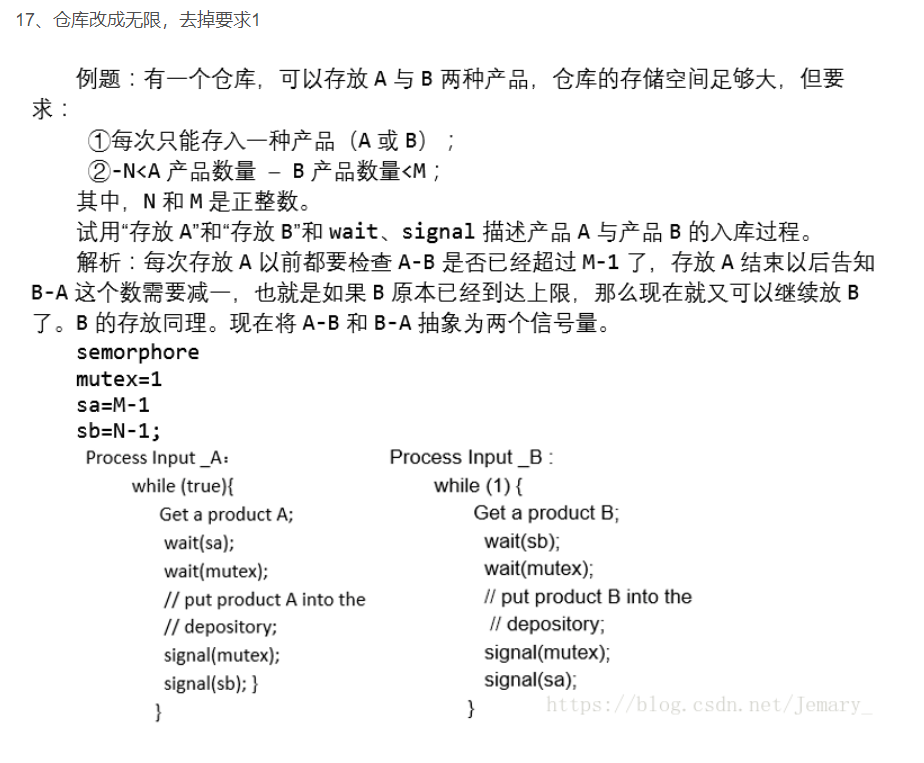 17、仓库改成无限，去掉要求1
例题：有一个仓库，可以存放 A 与 B 两种产品，仓库的存储空间足够大，但要
求：
①每次只能存入一种产品（A 或 B）；
②-N<A 产品数量 – B 产品数量<M；
其中，N 和 M 是正整数。
试用“存放 A”和“存放 B”和 wait、signal 描述产品 A 与产品 B 的入库过程。
解析：每次存放 A 以前都要检查 A-B 是否已经超过 M-1 了，存放 A 结束以后告知
B-A 这个数需要减一，也就是如果 B 原本已经到达上限，那么现在就又可以继续放 B
了。B 的存放同理。现在将 A-B 和 B-A 抽象为两个信号量。
semorphore
mutex=1
sa=M-1
sb=N-1;
Process Input _A:
while (true){
Get a product A;
wait(sa);
wait(mutex);
// put product A into the
// depository;
signal(mutex);
signal(sb); }
}
Process Input _B :
while (1) {
Get a product B;
wait(sb);
wait(mutex);
// put product B into the
// depository;
signal(mutex);
signal(sa);
}
https://blog.csdn.net/Jemary_